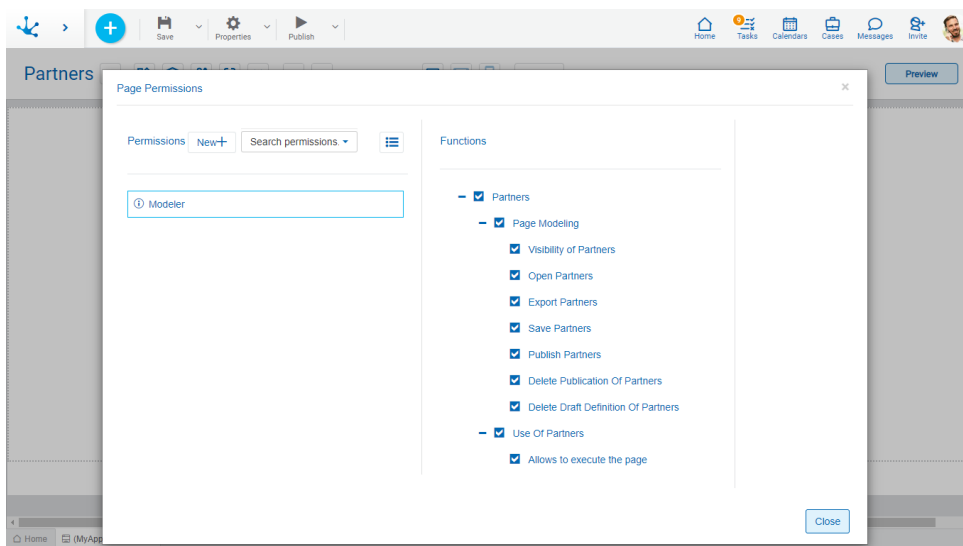 Save
Properties
Publish
Home
9
Tasks
Calendars
Cases
Messages
Invite
Partners
Preview
Page Permissions
Permissions New+ Search permissions.
Functions
Modeler
Partners
Page Modeling
Visibility of Partners
Open Partners
Export Partners
Save Partners
Publish Partners
Delete Publication Of Partners
Delete Draft Definition Of Partners
Use Of Partners
Allows to execute the page
Close
Home
(MyApp